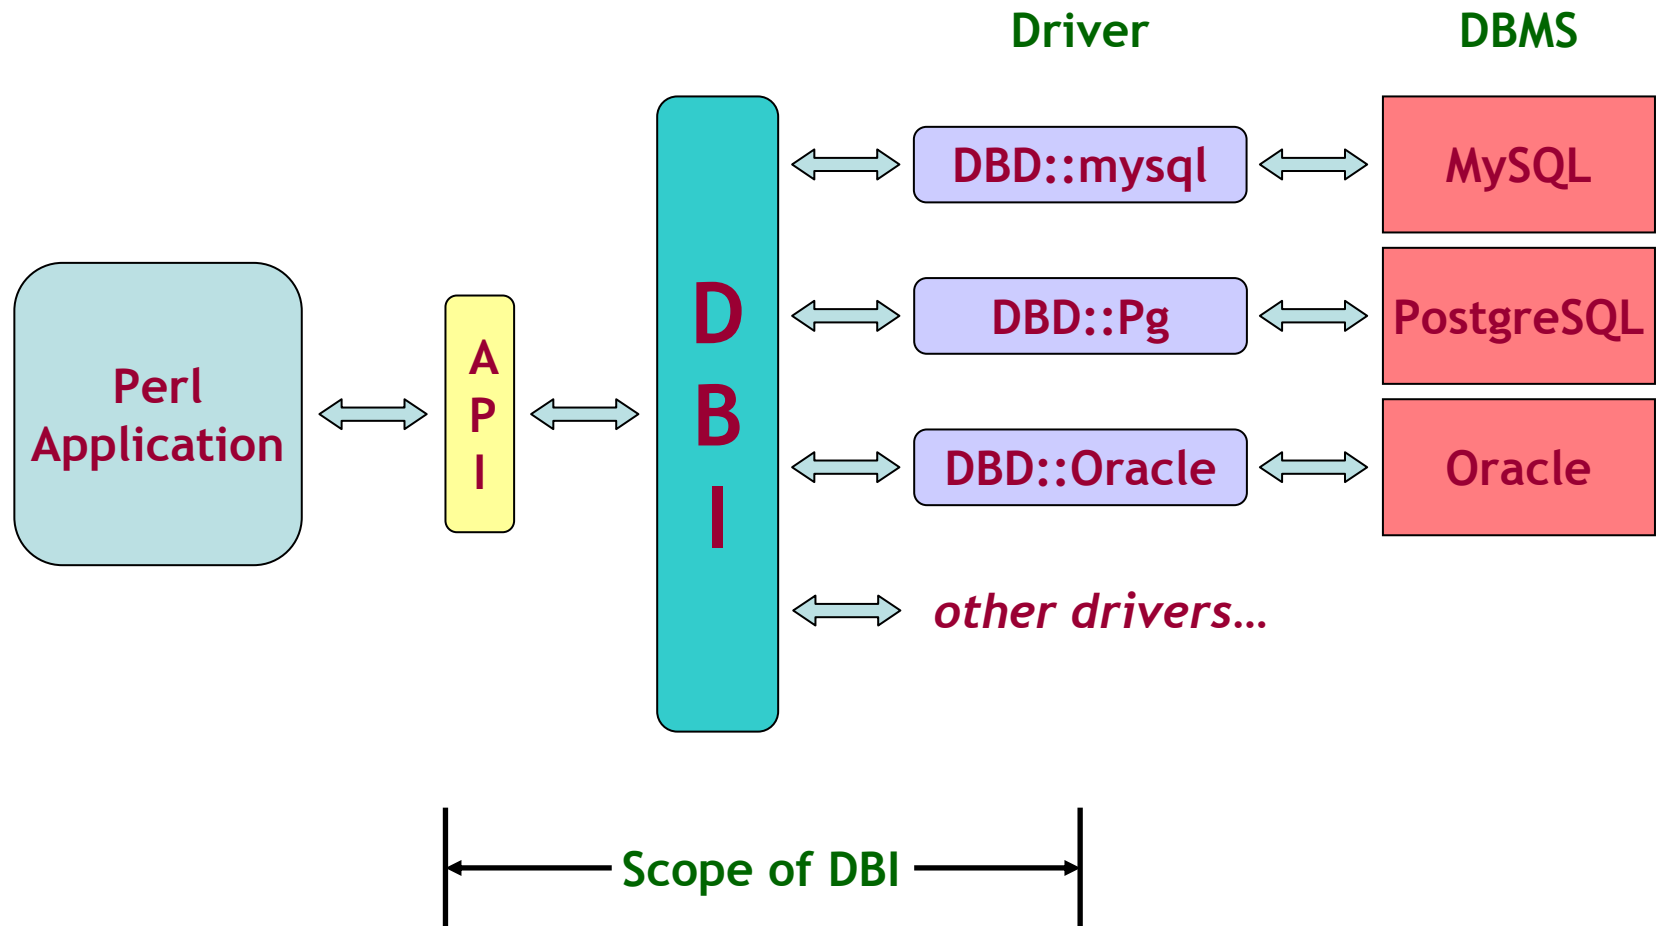 Driver
DBMS
Perl
Application
A
P
I
D
B
I
DBD::mysql
MySQL
DBD::Pg
PostgreSQL
DBD::Oracle
Oracle
other drivers…
Scope of DBI